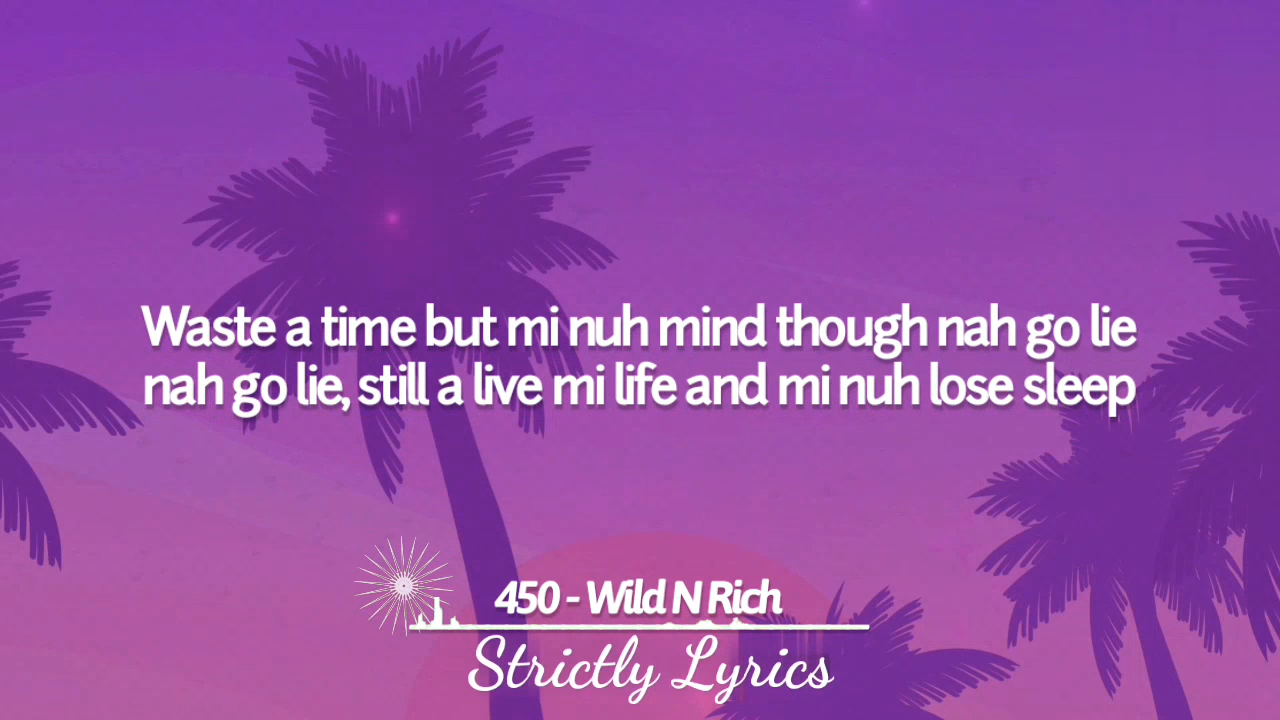 Waste a time but mi nuh mind though nah go lie
nah go lie, still a live mi life and mi nuh lose sleep
450 - Wild N Rich
Strictly Lyrics